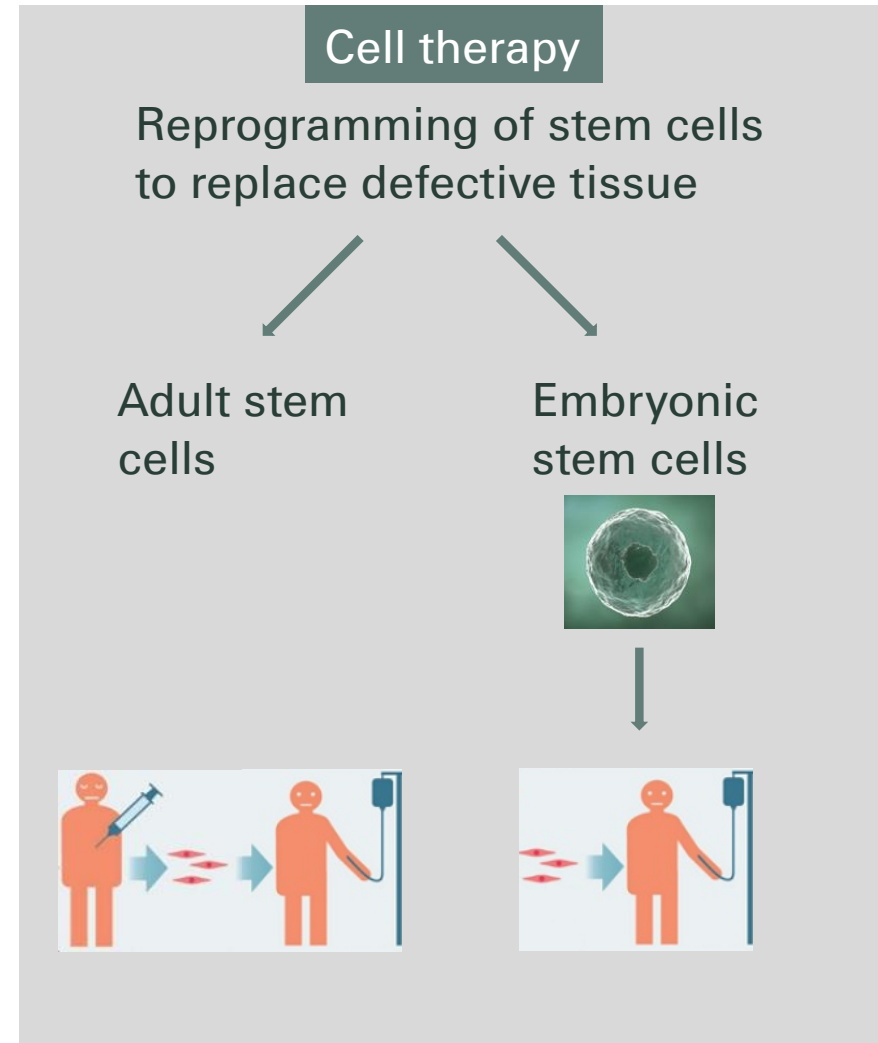 Cell therapy
Reprogramming of stem cells
to replace defective tissue
Adult stem
cells
Embryonic
stem cells